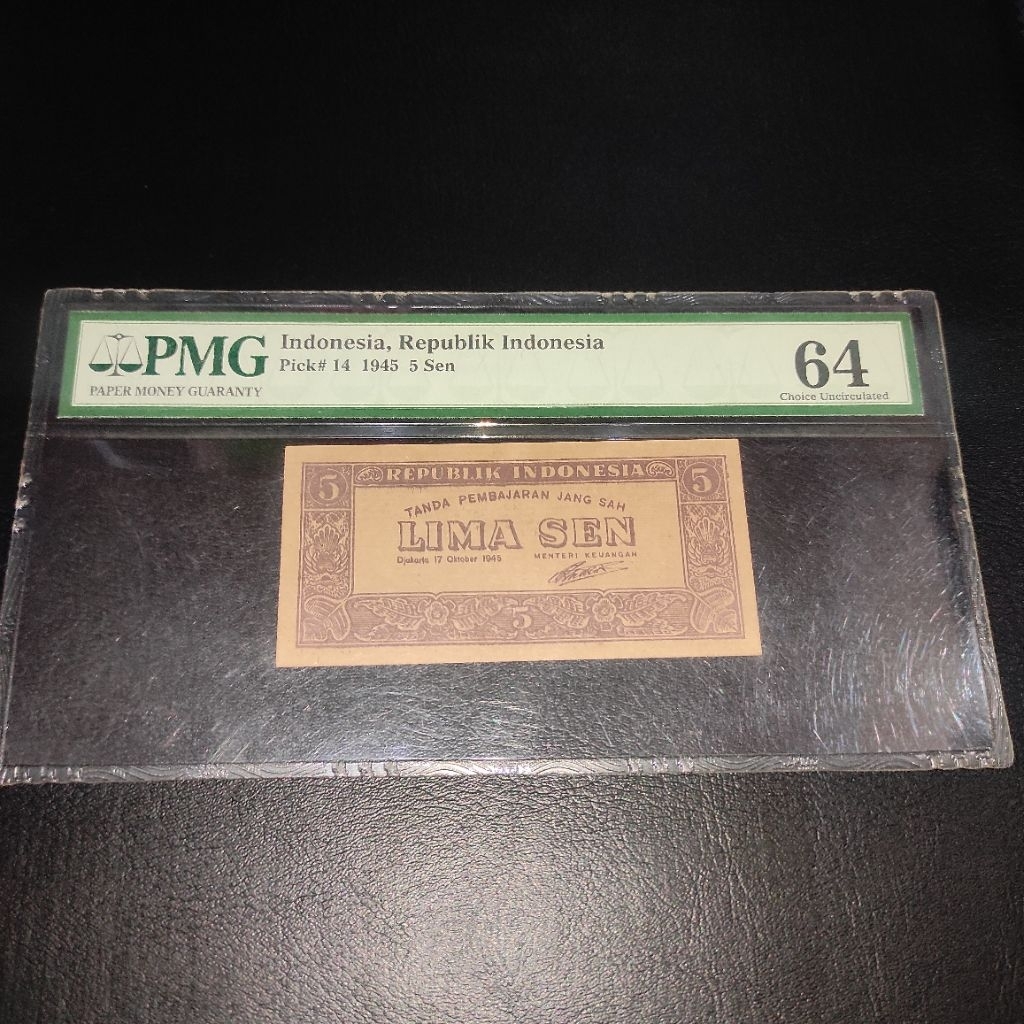 PMG
PAPER MONEY GUARANTY
Indonesia, Republik Indonesia
Pick# 14 1945 5 Sen
64
Choice Uncirculated
5 REPUBLIK INDONESIA 5
TANDA PEMBAJARAN JANG SAH
LIMA SEN
Djakarta 17 Oktober 1945 MENTERI KEUANGAN
5